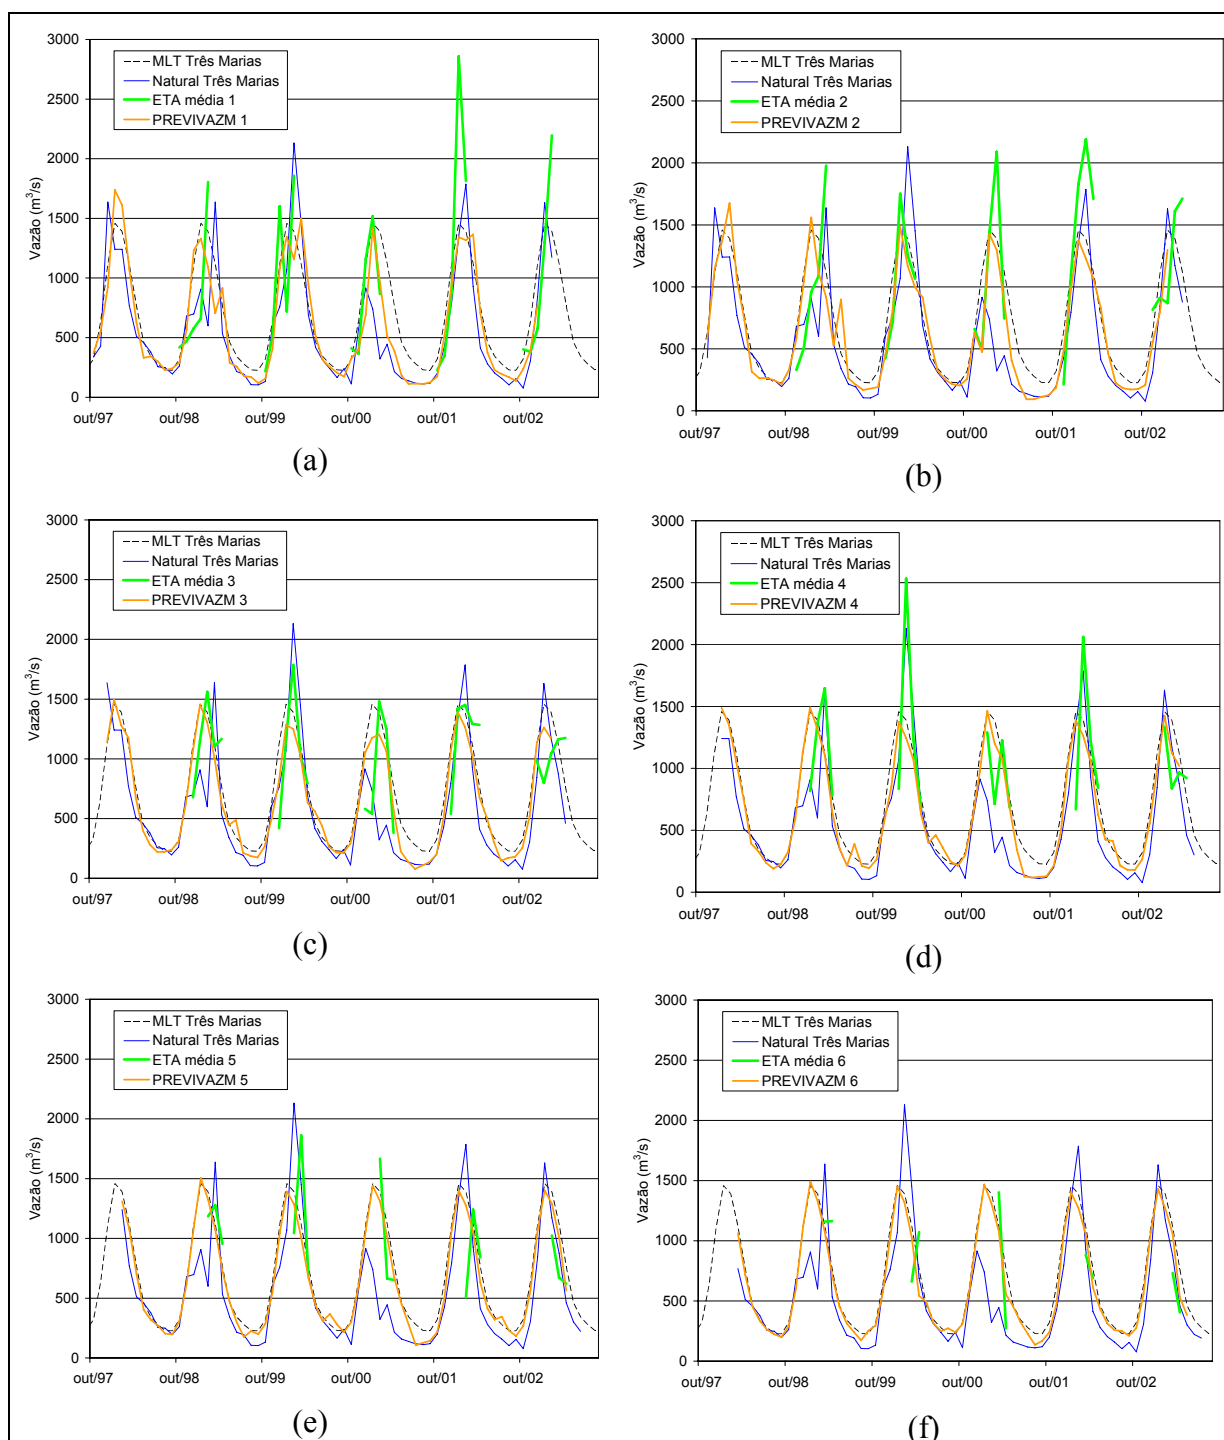 3000
2500
2000
1500
1000
500
0
Vazão (m³/s)
MLT Três Marias
Natural Três Marias
ETA média 1
PREVIVAZM 1
out/97 out/98 out/99 out/00 out/01 out/02
(a)
3000
2500
2000
1500
1000
500
0
Vazão (m³/s)
MLT Três Marias
Natural Três Marias
ETA média 2
PREVIVAZM 2
out/97 out/98 out/99 out/00 out/01 out/02
(b)
3000
2500
2000
1500
1000
500
0
Vazão (m³/s)
MLT Três Marias
Natural Três Marias
ETA média 3
PREVIVAZM 3
out/97 out/98 out/99 out/00 out/01 out/02
(c)
3000
2500
2000
1500
1000
500
0
Vazão (m³/s)
MLT Três Marias
Natural Três Marias
ETA média 4
PREVIVAZM 4
out/97 out/98 out/99 out/00 out/01 out/02
(d)
3000
2500
2000
1500
1000
500
0
Vazão (m³/s)
MLT Três Marias
Natural Três Marias
ETA média 5
PREVIVAZM 5
out/97 out/98 out/99 out/00 out/01 out/02
(e)
3000
2500
2000
1500
1000
500
0
Vazão (m³/s)
MLT Três Marias
Natural Três Marias
ETA média 6
PREVIVAZM 6
out/97 out/98 out/99 out/00 out/01 out/02
(f)